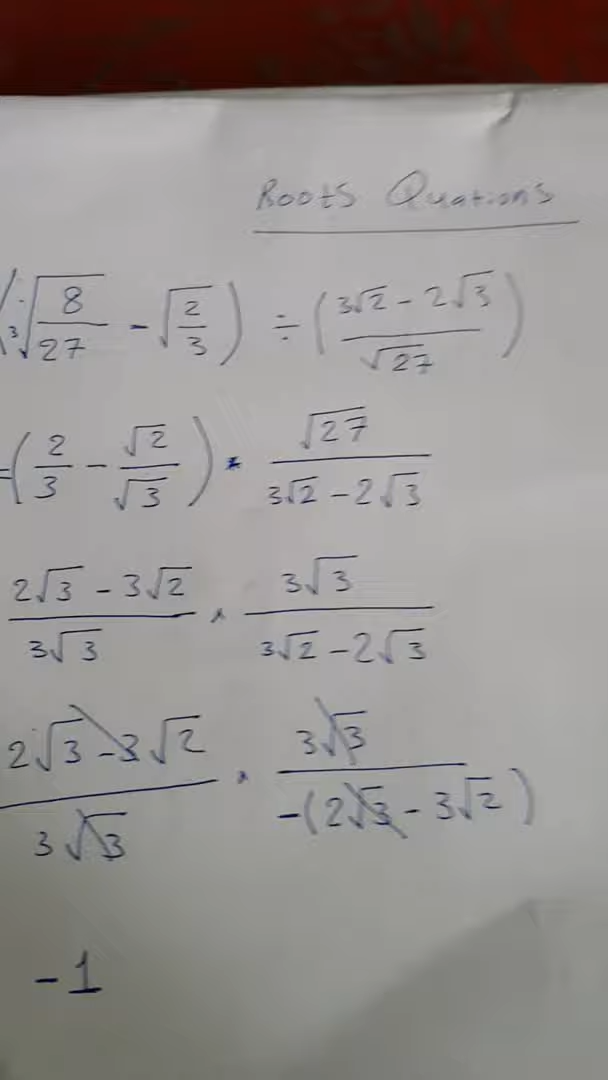 Roots Quations
(³√(8/27) - √(2/3)) ÷ ((3√2 - 2√3)/√27)
=(2/3 - √2/√3) * √27/(3√2 - 2√3)
(2√3 - 3√2)/(3√3) × 3√3/(3√2 - 2√3)
(2√3 - 3√2)/(3√3) · 3√3/(-(2√3 - 3√2))
-1